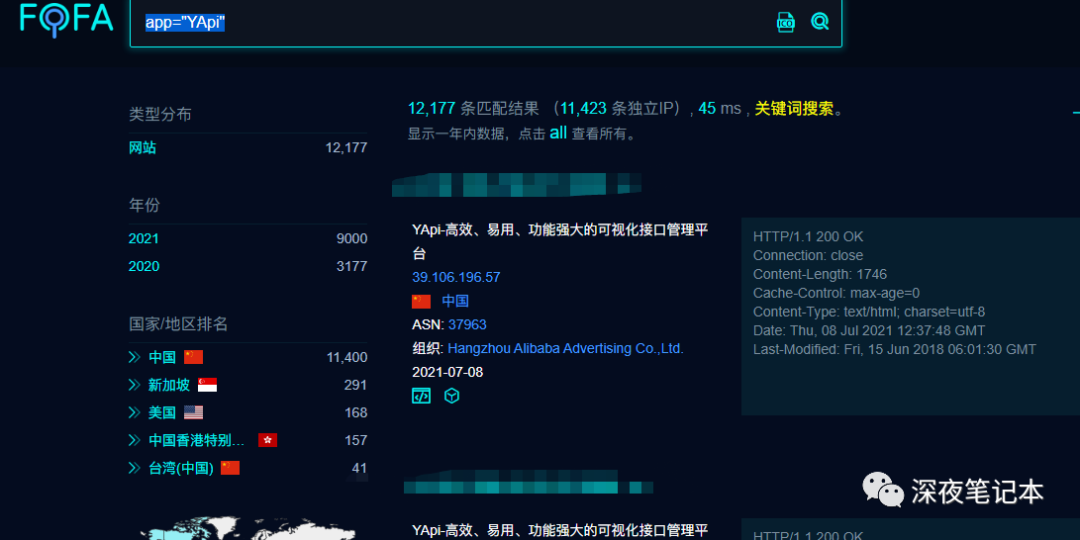 FOFA
app="YApi"
ICO
类型分布
网站 12,177
年份
2021 9000
2020 3177
国家/地区排名
中国 11,400
新加坡 291
美国 168
中国香港特别... 157
台湾(中国) 41
12,177 条匹配结果 （11,423 条独立IP）, 45 ms , 关键词搜索。
显示一年内数据，点击 all 查看所有。
YApi-高效、易用、功能强大的可视化接口管理平
台
39.106.196.57
中国
ASN: 37963
组织: Hangzhou Alibaba Advertising Co.,Ltd.
2021-07-08
HTTP/1.1 200 OK
Connection: close
Content-Length: 1746
Cache-Control: max-age=0
Content-Type: text/html; charset=utf-8
Date: Thu, 08 Jul 2021 12:37:48 GMT
Last-Modified: Fri, 15 Jun 2018 06:01:30 GMT
YApi-高效、易用、功能强大的可视化接口管理平
HTTP/1.1 200 OK
深夜笔记本